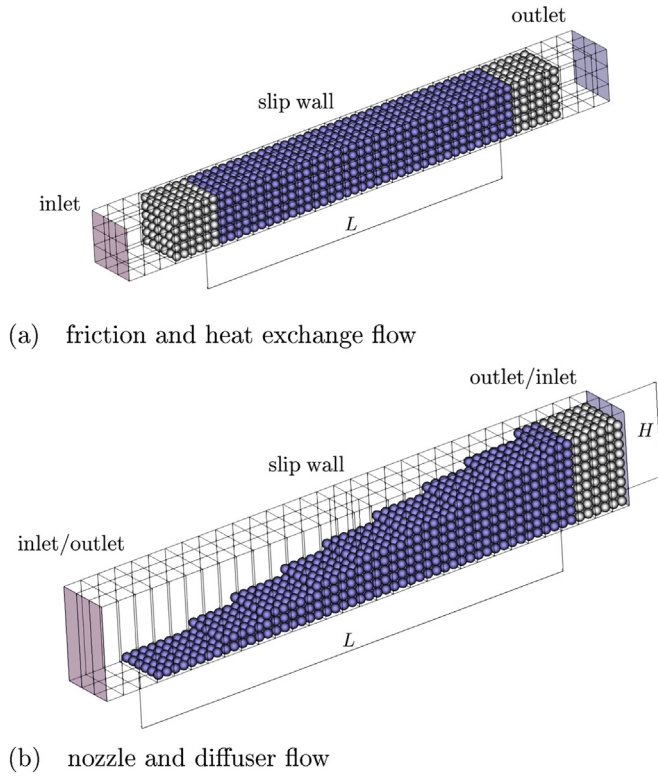 outlet
slip wall
inlet
L
(a) friction and heat exchange flow
outlet/inlet
H
slip wall
inlet/outlet
L
(b) nozzle and diffuser flow